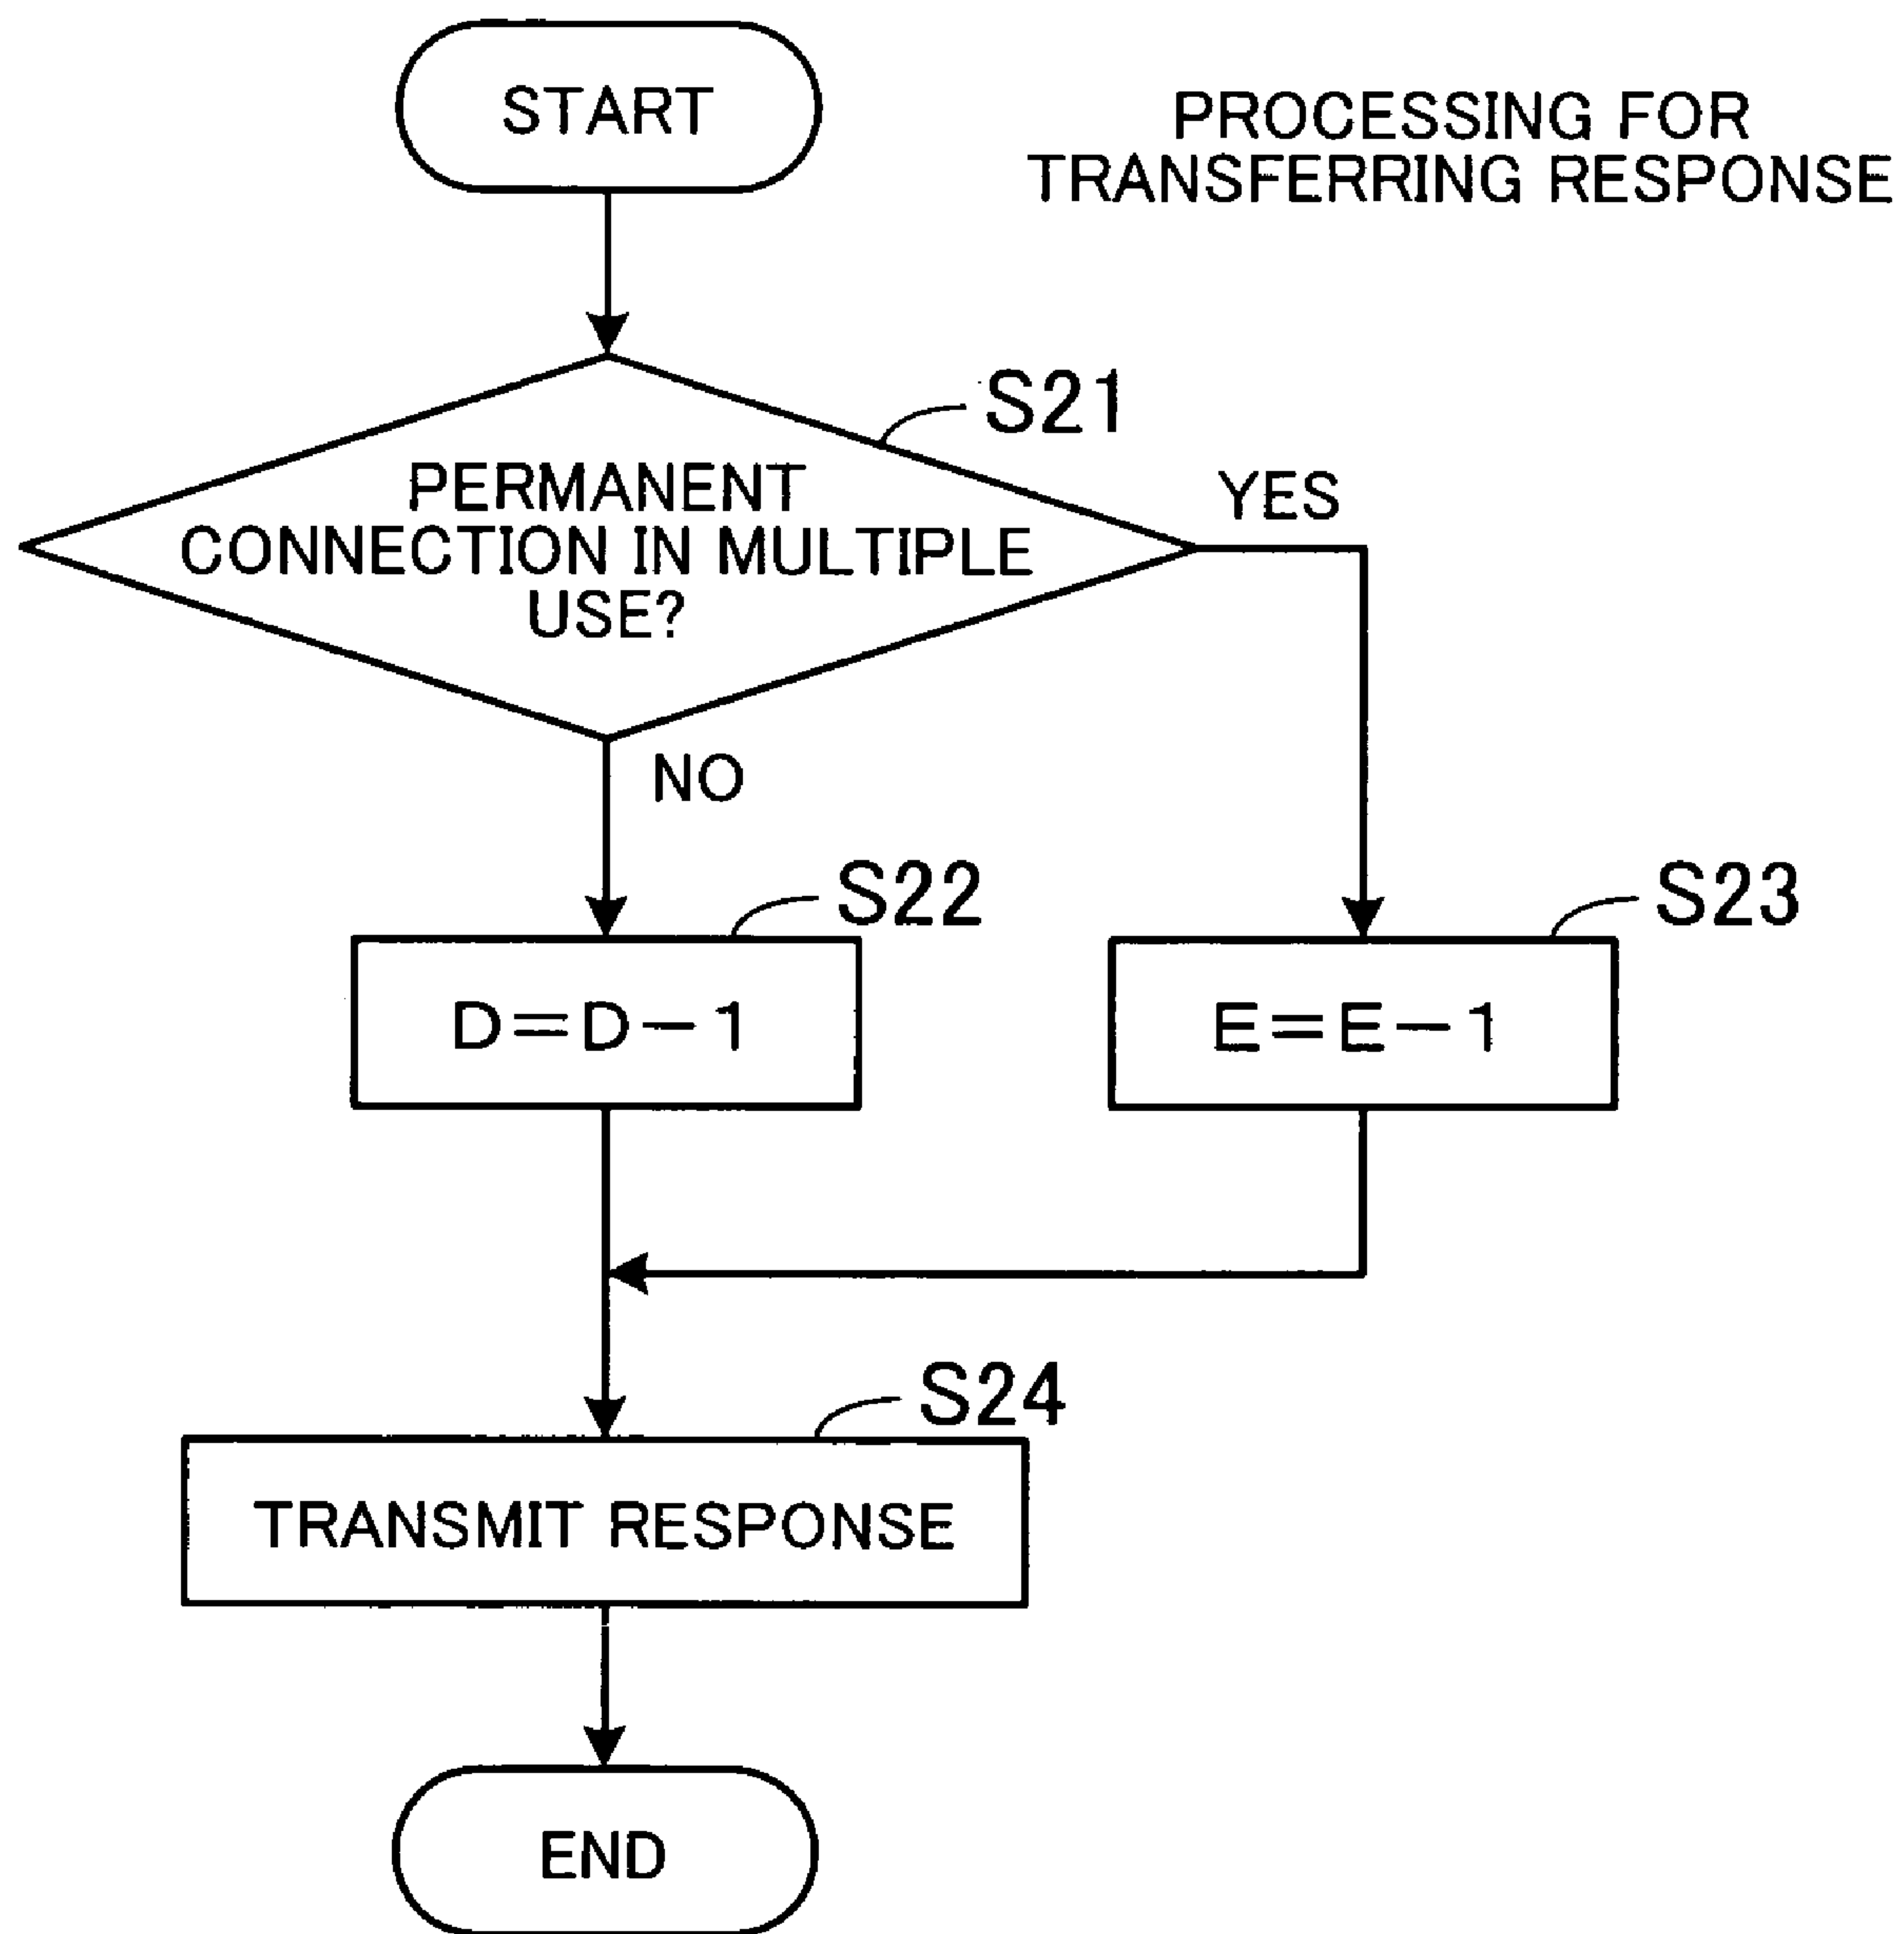 START
PROCESSING FOR
TRANSFERRING RESPONSE
S21
PERMANENT
CONNECTION IN MULTIPLE
USE?
YES
NO
S22
S23
D=D-1
E=E-1
S24
TRANSMIT RESPONSE
END